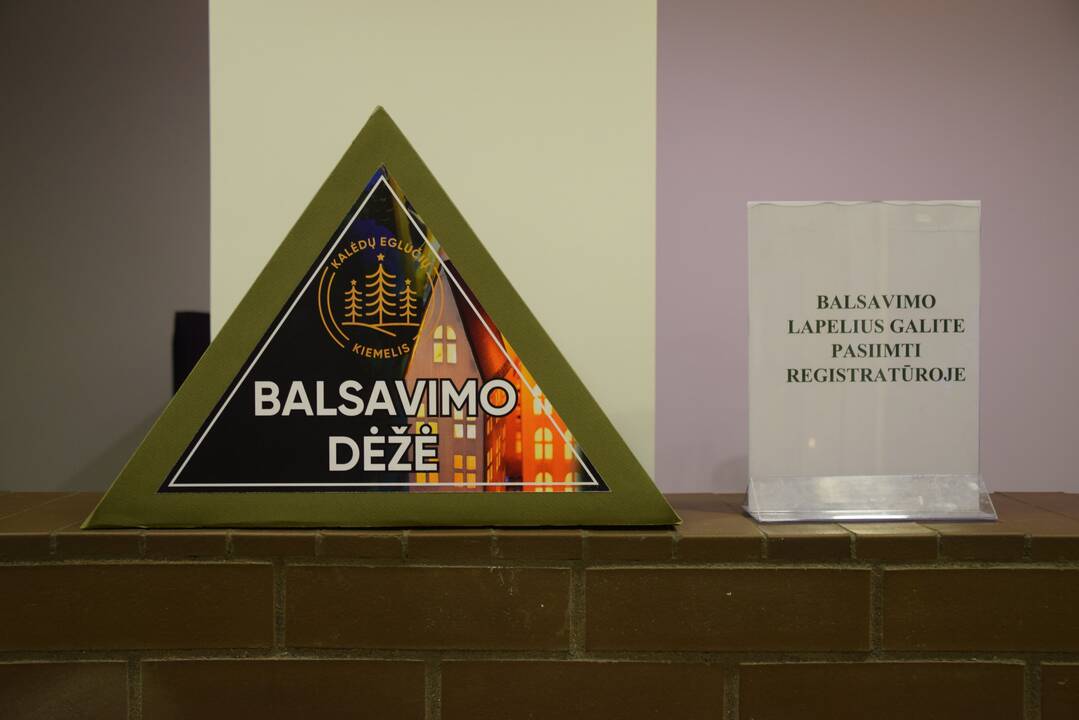 KALĖDŲ EGLUČIŲ
KIEMELIS
BALSAVIMO
DĖŽĖ
BALSAVIMO
LAPELIUS GALITE
PASIIMTI
REGISTRATŪROJE